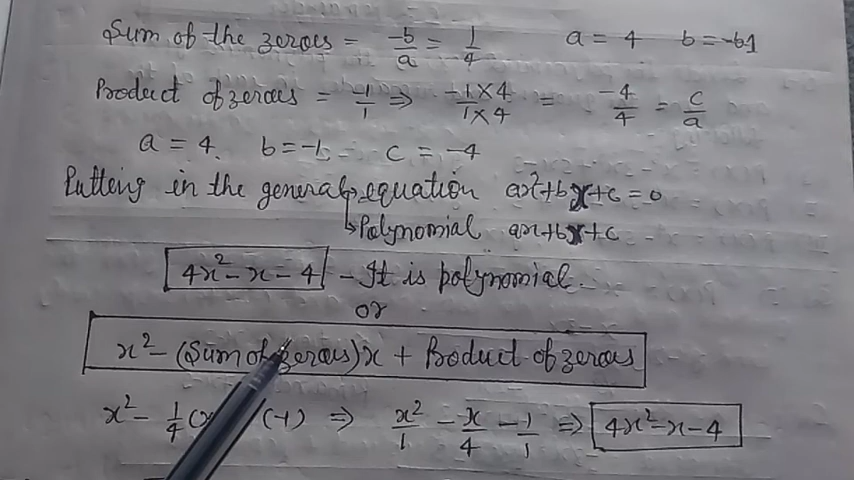 Sum of the zeroes = -b/a = 1/4 a = 4 b = -b1
Product of zeroes = -1/1 ⇒ -1×4/1×4 = -4/4 = c/a
a = 4. b = -1, c = -4
Putting in the general equation ax²+bx+c=0
↳Polynomial ax+bx+c
4x²-x-4 - It is polynomial.
or
x² - (Sum of zeroes)x + Product of zeroes
x² - 1/4 (x (-1) ⇒ x²/1 - x/4 - 1/1 ⇒ 4x²-x-4